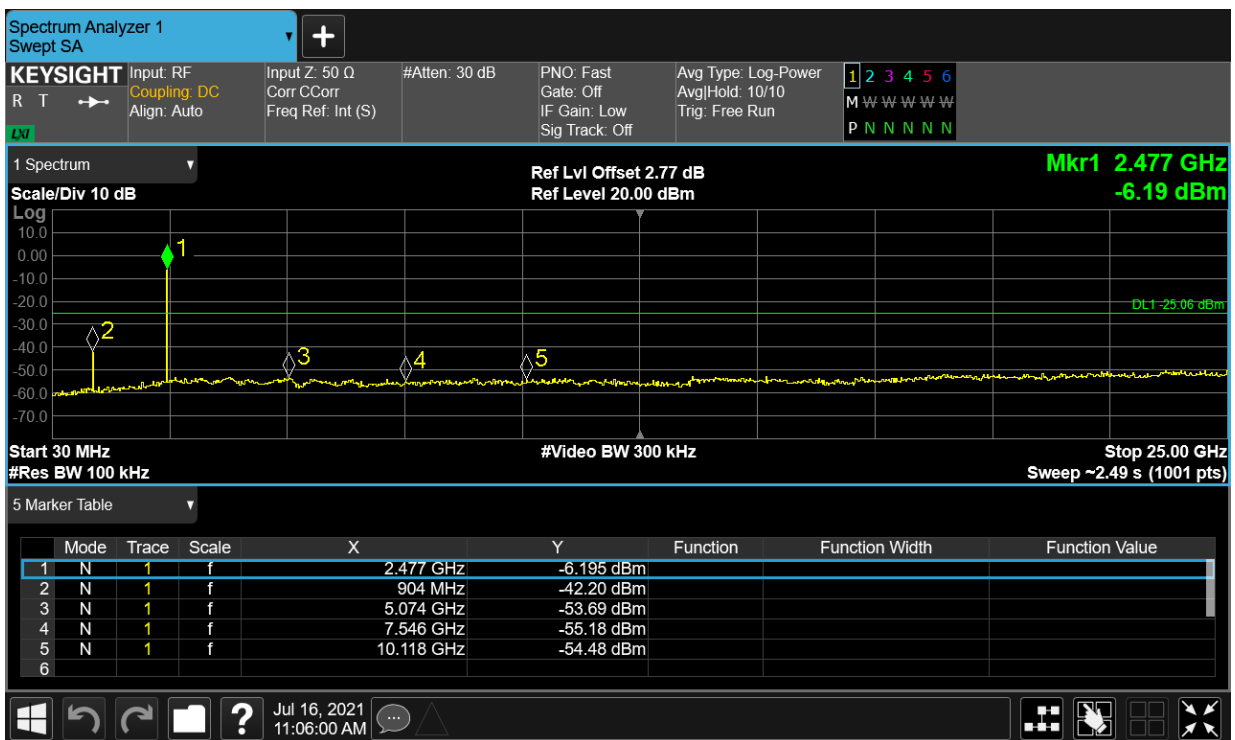 Spectrum Analyzer 1
Swept SA
+
KEYSIGHT Input: RF Input Z: 50 Ω #Atten: 30 dB PNO: Fast Avg Type: Log-Power 1 2 3 4 5 6
R T Coupling: DC Corr CCorr Gate: Off Avg|Hold: 10/10 M W W W W W
Align: Auto Freq Ref: Int (S) IF Gain: Low Trig: Free Run
LXI Sig Track: Off P N N N N N
1 Spectrum Ref Lvl Offset 2.77 dB Mkr1 2.477 GHz
Scale/Div 10 dB Ref Level 20.00 dBm -6.19 dBm
Log
10.0
1
0.00
-10.0
-20.0
DL1 -25.06 dBm
-30.0
2
-40.0
3 4 5
-50.0
-60.0
-70.0
Start 30 MHz #Video BW 300 kHz Stop 25.00 GHz
#Res BW 100 kHz Sweep ~2.49 s (1001 pts)
5 Marker Table
Mode Trace Scale X Y Function Function Width Function Value
1 N 1 f 2.477 GHz -6.195 dBm
2 N 1 f 904 MHz -42.20 dBm
3 N 1 f 5.074 GHz -53.69 dBm
4 N 1 f 7.546 GHz -55.18 dBm
5 N 1 f 10.118 GHz -54.48 dBm
6
? Jul 16, 2021
11:06:00 AM